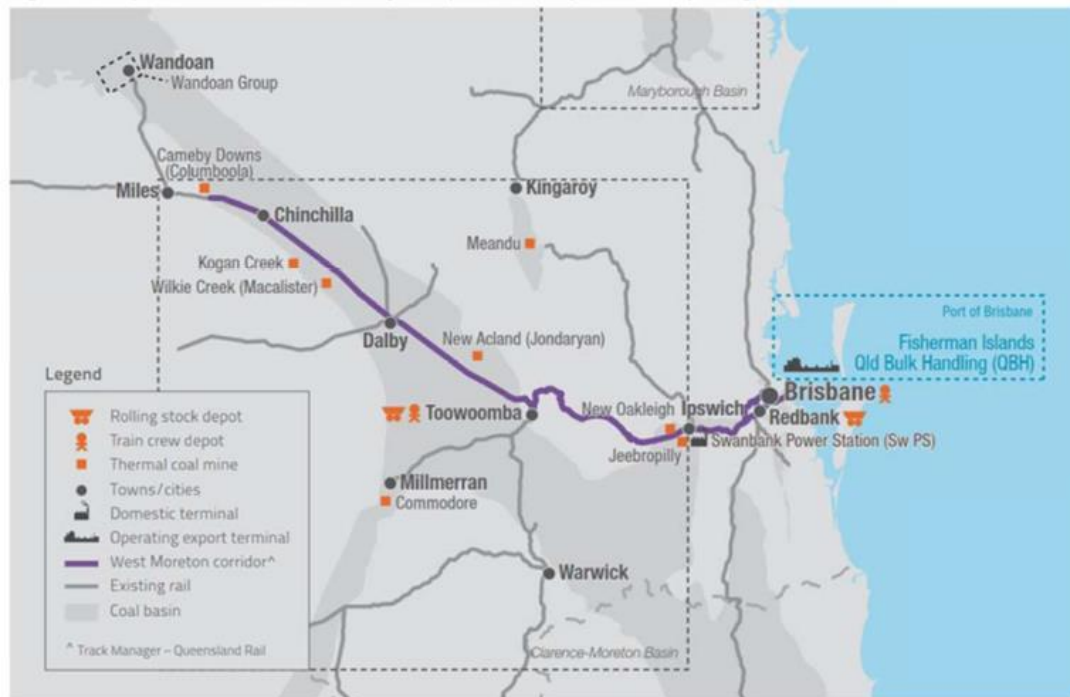 Wandoan
Wandoan Group
Maryborough Basin
Cameby Downs
(Columboola)
Miles
Kingaroy
Chinchilla
Meandu
Kogan Creek
Wilkie Creek (Macalister)
Port of Brisbane
Fisherman Islands
Qld Bulk Handling (QBH)
Dalby
New Acland (Jondaryan)
Brisbane
Toowoomba
New Oakleigh
Ipswich
Redbank
Swanbank Power Station (Sw PS)
Jeebropilly
Millmerran
Commodore
Warwick
Clarence-Moreton Basin
Legend
Rolling stock depot
Train crew depot
Thermal coal mine
Towns/cities
Domestic terminal
Operating export terminal
West Moreton corridor^
Existing rail
Coal basin
^ Track Manager – Queensland Rail